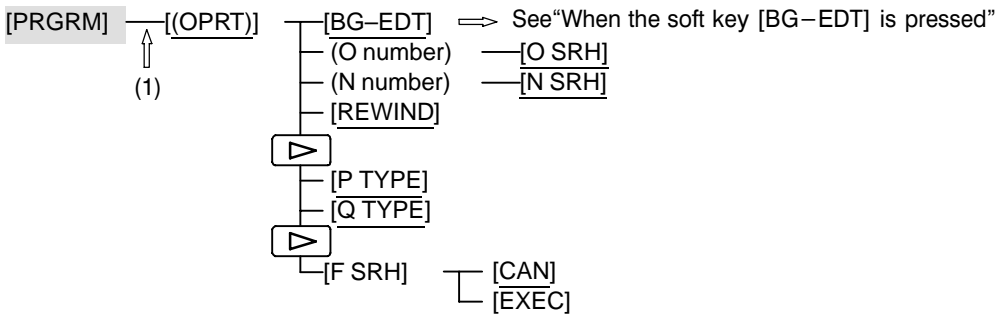 [PRGRM] [(OPRT)] [BG–EDT] See“When the soft key [BG–EDT] is pressed”
(O number) [O SRH]
(1) (N number) [N SRH]
[REWIND]
[P TYPE]
[Q TYPE]
[F SRH] [CAN]
[EXEC]